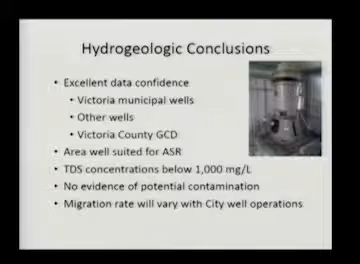 Hydrogeologic Conclusions
• Excellent data confidence
• Victoria municipal wells
• Other wells
• Victoria County GCD
• Area well suited for ASR
• TDS concentrations below 1,000 mg/L
• No evidence of potential contamination
• Migration rate will vary with City well operations